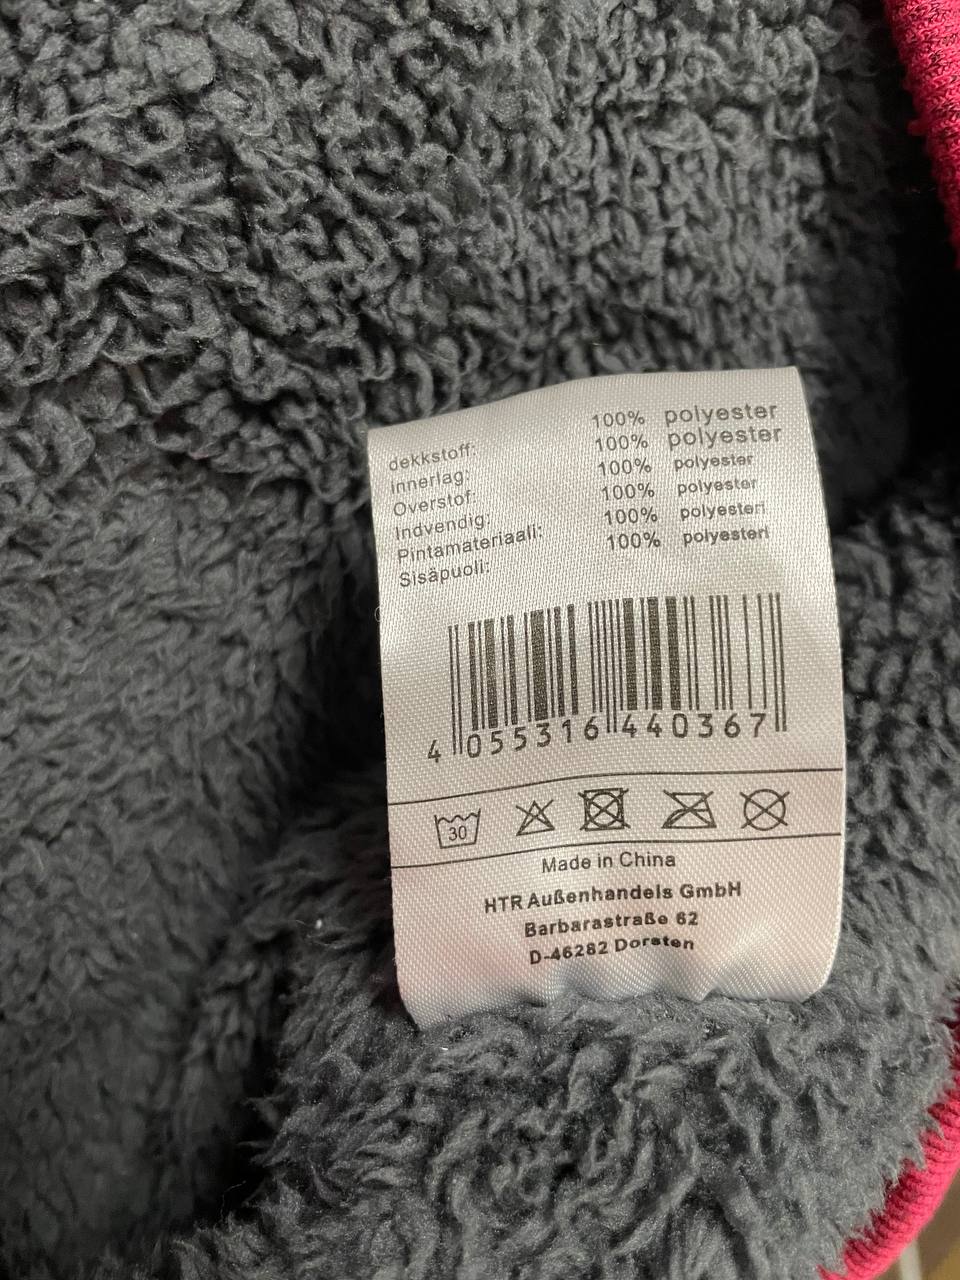 dekkstoff: 100% polyester
innerlag: 100% polyester
Overstof: 100% polyester
Indvendig: 100% polyester
Pintamateriaali: 100% polyesteri
Sisäpuoli: 100% polyesteri
4 055316 440367
30
Made in China
HTR Außenhandels GmbH
Barbarastraße 62
D-46282 Dorsten